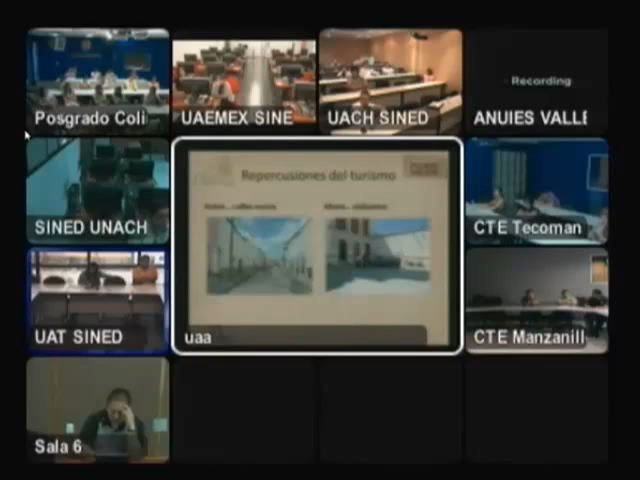 Posgrado Coli
UAEMEX SINE
UACH SINED
Recording
ANUIES VALLE
SINED UNACH
Repercusiones del turismo
CTE Tecoman
UAT SINED
uaa
CTE Manzanill
Sala 6